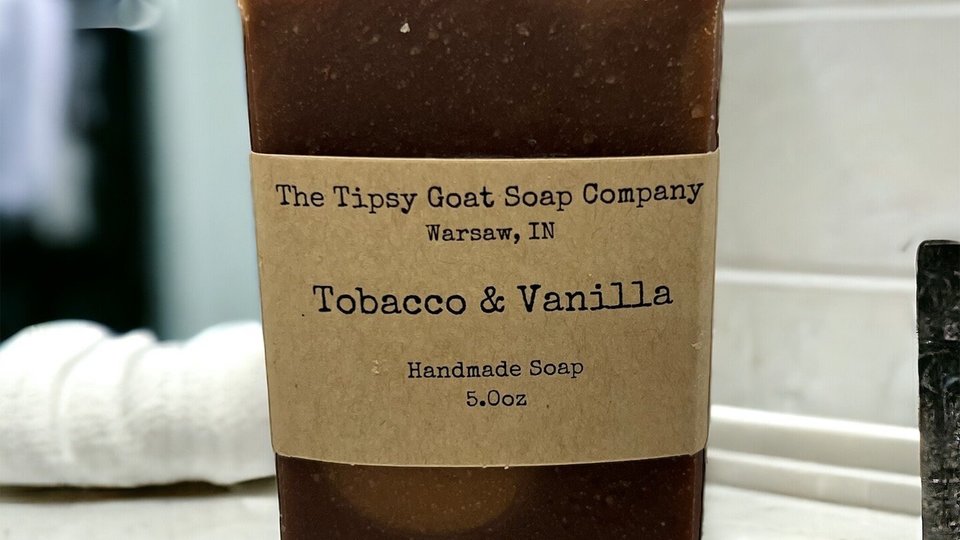 The Tipsy Goat Soap Company
Warsaw, IN
Tobacco & Vanilla
Handmade Soap
5.0oz